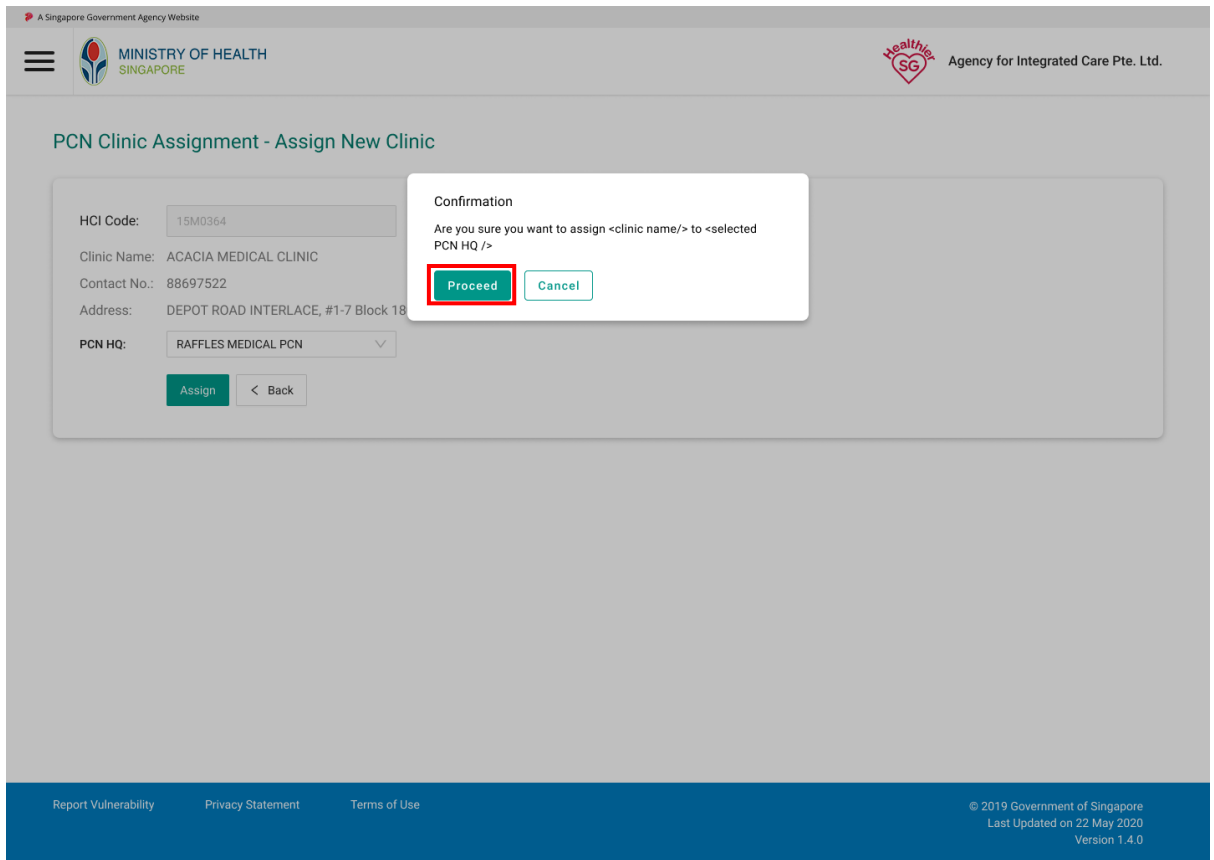 A Singapore Government Agency Website
MINISTRY OF HEALTH
SINGAPORE
Healthier
SG
Agency for Integrated Care Pte. Ltd.
PCN Clinic Assignment - Assign New Clinic
Confirmation
Are you sure you want to assign <clinic name/> to <selected
PCN HQ />
Proceed
Cancel
HCI Code:
15M0364
Clinic Name: ACACIA MEDICAL CLINIC
Contact No.: 88697522
Address: DEPOT ROAD INTERLACE, #1-7 Block 18
PCN HQ: RAFFLES MEDICAL PCN
Assign
< Back
Report Vulnerability
Privacy Statement
Terms of Use
© 2019 Government of Singapore
Last Updated on 22 May 2020
Version 1.4.0